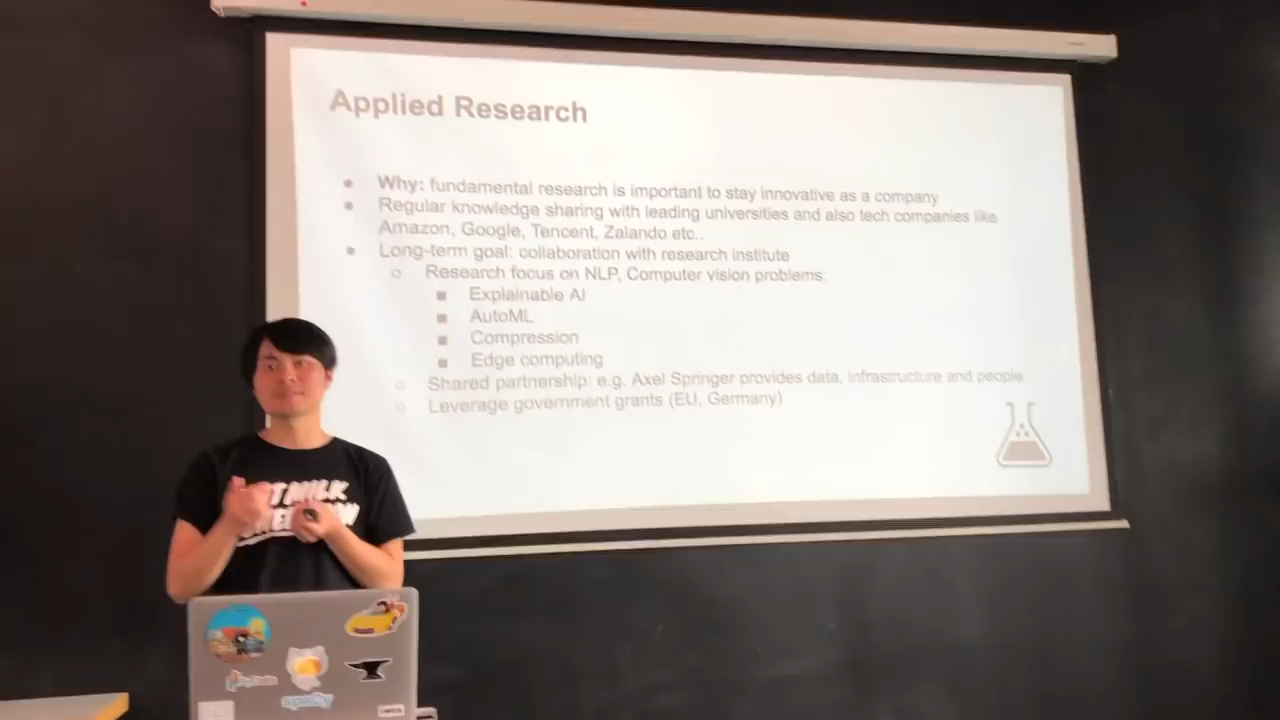 Applied Research
Why: fundamental research is important to stay innovative as a company
Regular knowledge sharing with leading universities and also tech companies like
Amazon, Google, Tencent, Zalando etc..
Long-term goal: collaboration with research institute
Research focus on NLP, Computer vision problems:
Explainable AI
AutoML
Compression
Edge computing
Shared partnership: e.g. Axel Springer provides data, infrastructure and people
Leverage government grants (EU, Germany)
MILK